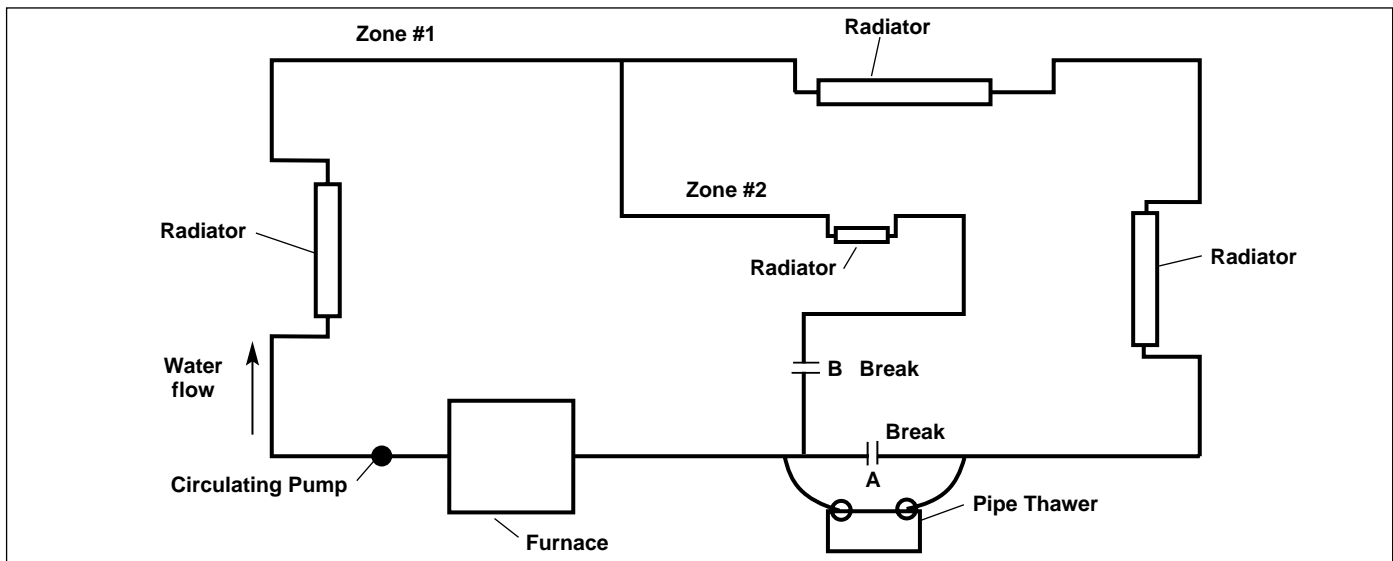 Zone #1
Radiator
Zone #2
Radiator
Radiator
Radiator
Water
flow
B Break
Break
A
Circulating Pump
Pipe Thawer
Furnace